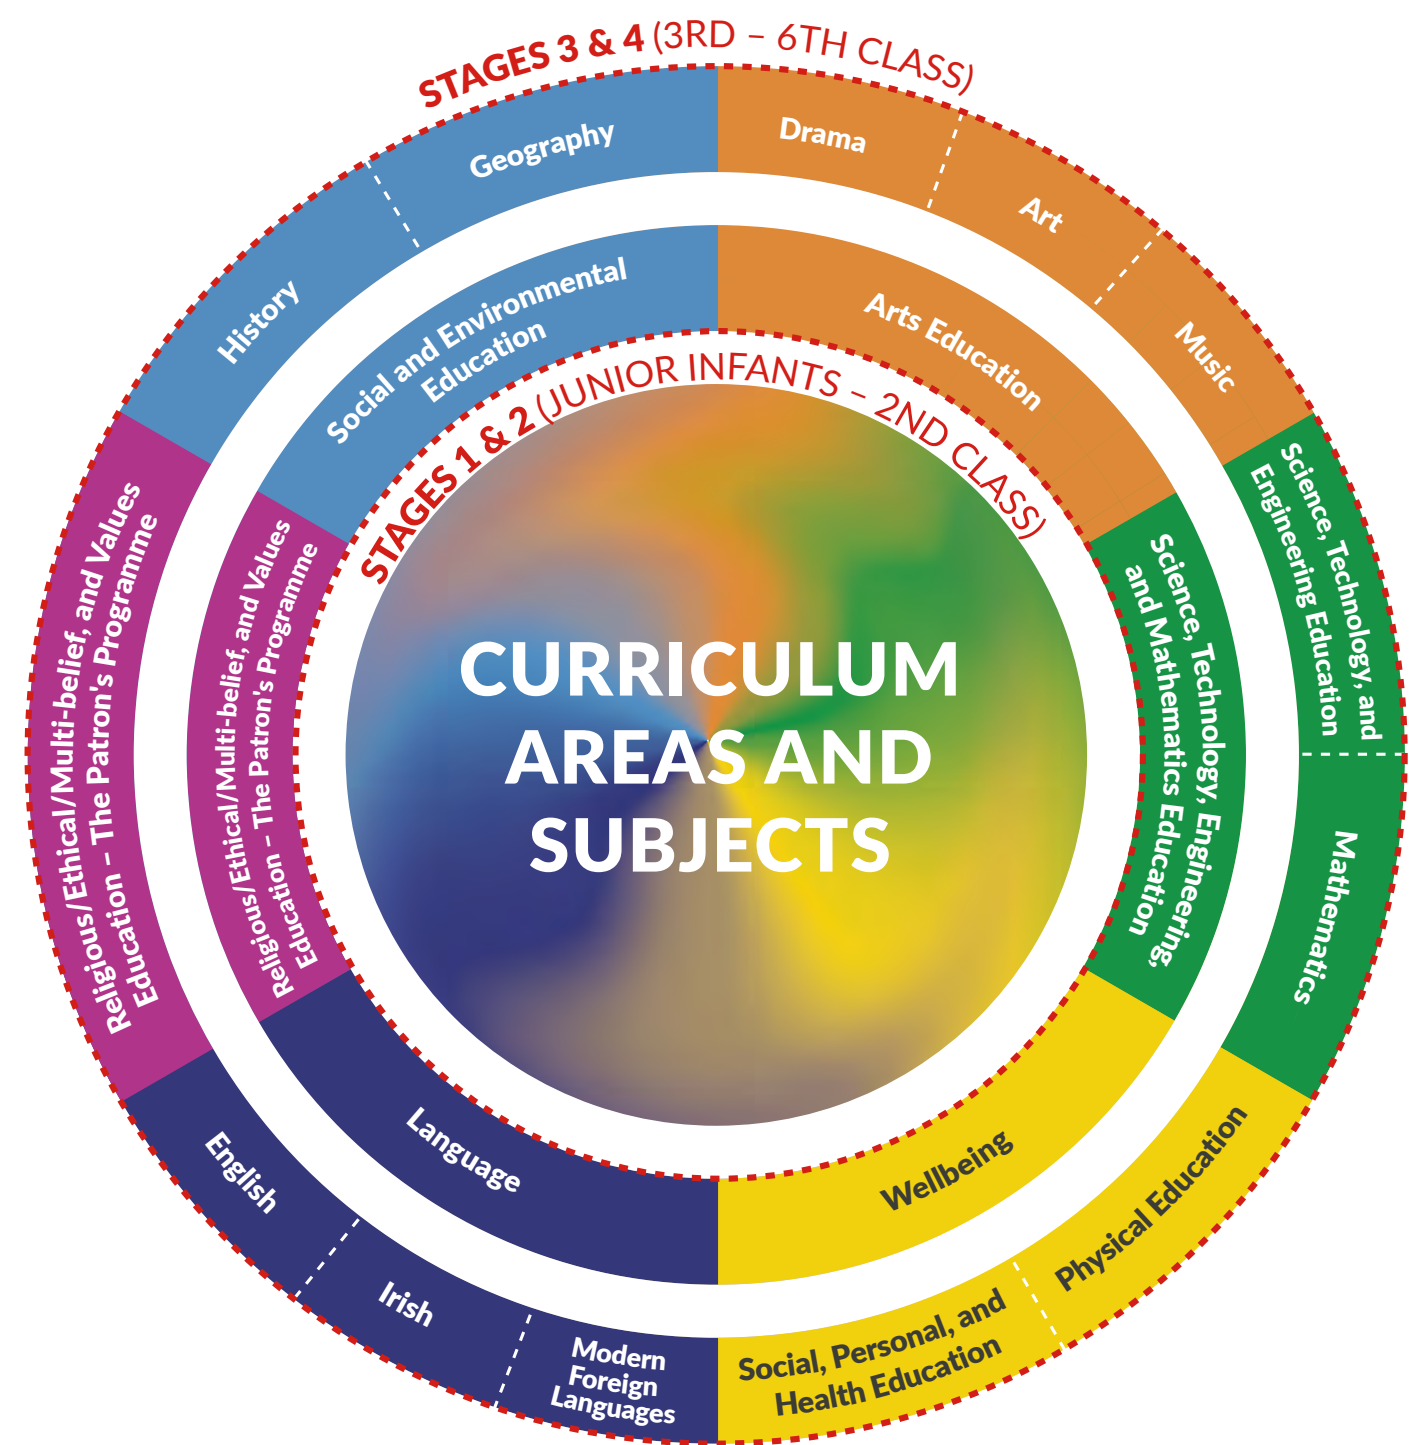 STAGES 3 & 4 (3RD – 6TH CLASS)
Geography
Drama
Art
Music
Science, Technology, and
Engineering Education
Mathematics
Physical Education
Social, Personal, and
Health Education
Modern
Foreign
Languages
Irish
English
Religious/Ethical/Multi-belief, and Values
Education – The Patron's Programme
History
Social and Environmental
Education
Arts Education
Science, Technology, Engineering,
and Mathematics Education
Wellbeing
Language
Religious/Ethical/Multi-belief, and Values
Education – The Patron's Programme
STAGES 1 & 2 (JUNIOR INFANTS – 2ND CLASS)
CURRICULUM
AREAS AND
SUBJECTS